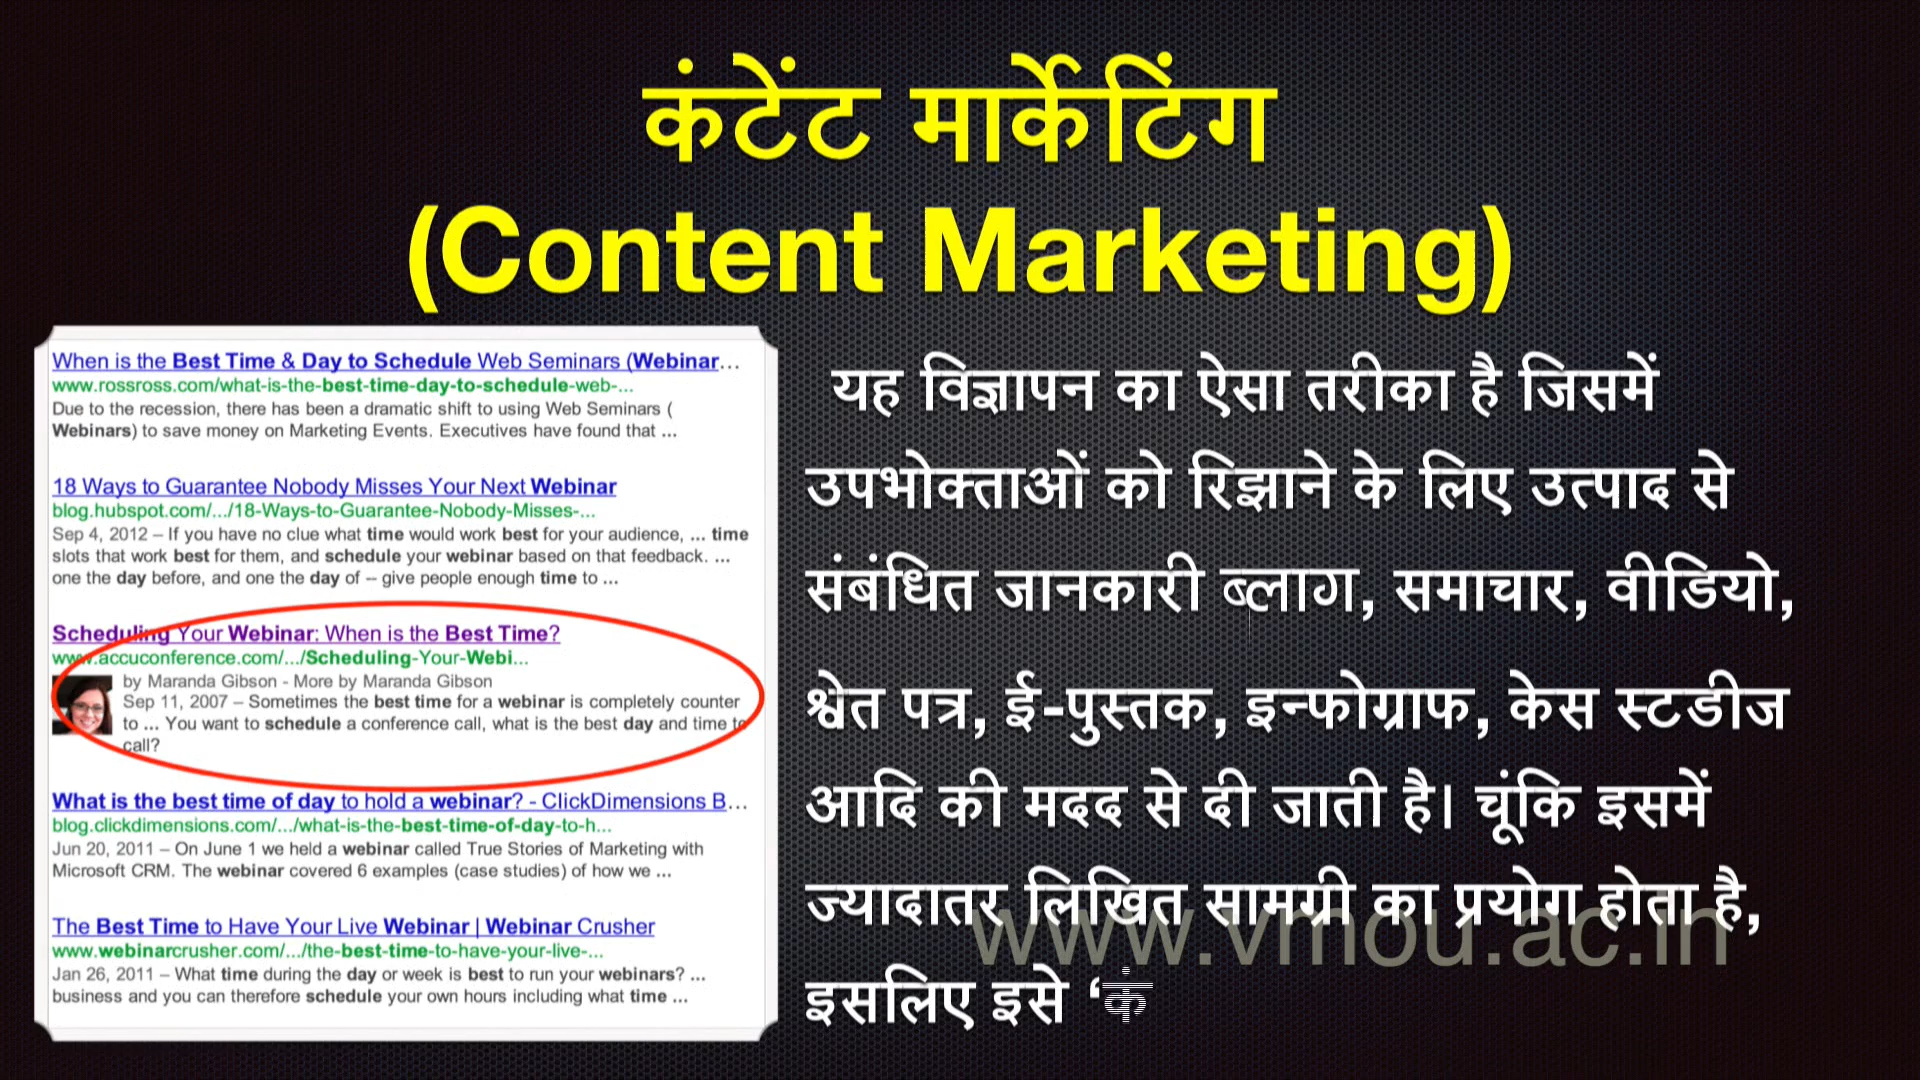 कंटेंट मार्केटिंग
(Content Marketing)
When is the Best Time & Day to Schedule Web Seminars (Webinar...
www.rossross.com/what-is-the-best-time-day-to-schedule-web-...
Due to the recession, there has been a dramatic shift to using Web Seminars (
Webinars) to save money on Marketing Events. Executives have found that ...
18 Ways to Guarantee Nobody Misses Your Next Webinar
blog.hubspot.com/.../18-Ways-to-Guarantee-Nobody-Misses-...
Sep 4, 2012 – If you have no clue what time would work best for your audience, ... time
slots that work best for them, and schedule your webinar based on that feedback. ...
one the day before, and one the day of -- give people enough time to ...
Scheduling Your Webinar: When is the Best Time?
www.accuconference.com/.../Scheduling-Your-Webi...
by Maranda Gibson - More by Maranda Gibson
Sep 11, 2007 – Sometimes the best time for a webinar is completely counter
to ... You want to schedule a conference call, what is the best day and time to
call?
What is the best time of day to hold a webinar? - ClickDimensions B...
blog.clickdimensions.com/.../what-is-the-best-time-of-day-to-h...
Jun 20, 2011 – On June 1 we held a webinar called True Stories of Marketing with
Microsoft CRM. The webinar covered 6 examples (case studies) of how we ...
The Best Time to Have Your Live Webinar | Webinar Crusher
www.webinarcrusher.com/.../the-best-time-to-have-your-live-...
Jan 26, 2011 – What time during the day or week is best to run your webinars? ...
business and you can therefore schedule your own hours including what time ...
यह विज्ञापन का ऐसा तरीका है जिसमें
उपभोक्ताओं को रिझाने के लिए उत्पाद से
संबंधित जानकारी ब्लाग, समाचार, वीडियो,
श्वेत पत्र, ई-पुस्तक, इन्फोग्राफ, केस स्टडीज
आदि की मदद से दी जाती है। चूंकि इसमें
ज्यादातर लिखित सामग्री का प्रयोग होता है,
www.vmou.ac.in
इसलिए इसे ‘कं